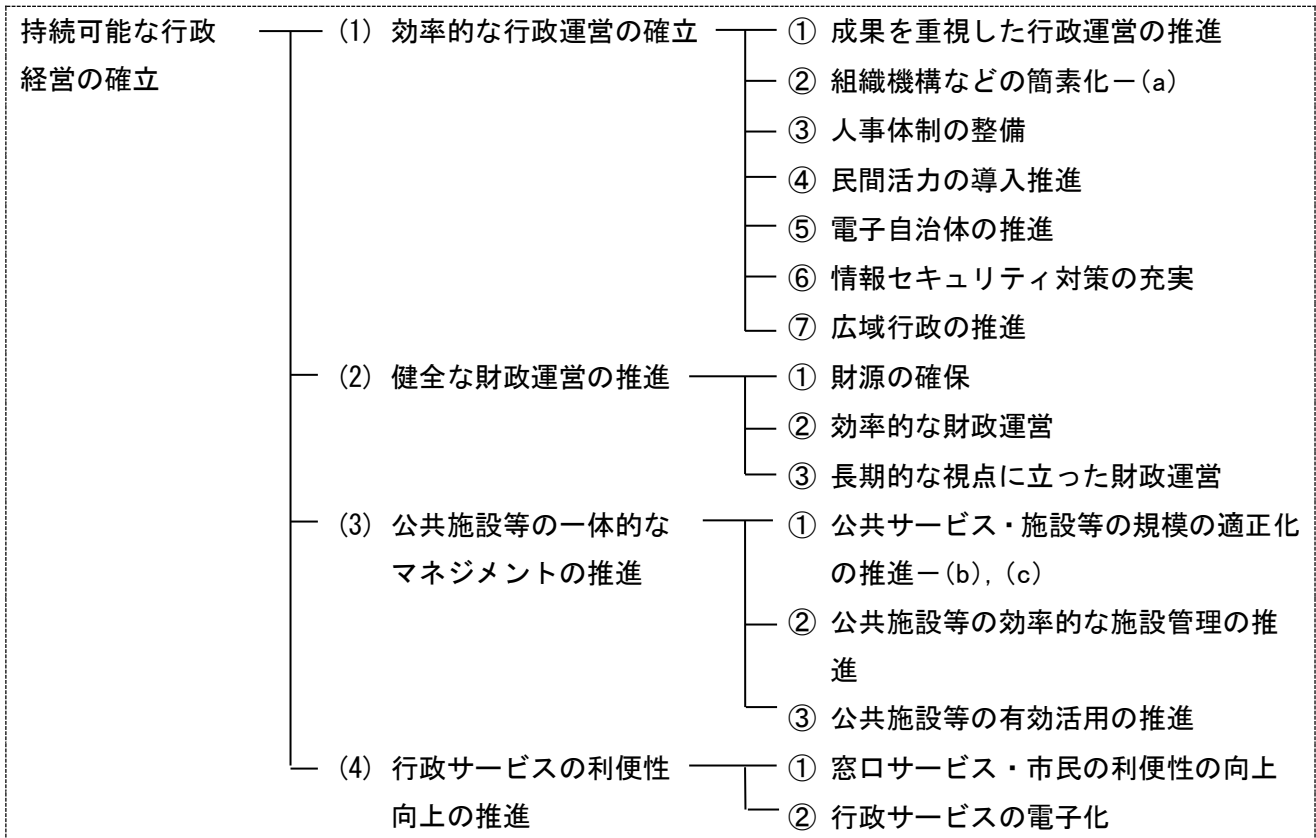 持続可能な行政
経営の確立
(1) 効率的な行政運営の確立
① 成果を重視した行政運営の推進
② 組織機構などの簡素化－(a)
③ 人事体制の整備
④ 民間活力の導入推進
⑤ 電子自治体の推進
⑥ 情報セキュリティ対策の充実
⑦ 広域行政の推進
(2) 健全な財政運営の推進
① 財源の確保
② 効率的な財政運営
③ 長期的な視点に立った財政運営
(3) 公共施設等の一体的な
マネジメントの推進
① 公共サービス・施設等の規模の適正化
の推進－(b), (c)
② 公共施設等の効率的な施設管理の推
進
③ 公共施設等の有効活用の推進
(4) 行政サービスの利便性
向上の推進
① 窓口サービス・市民の利便性の向上
② 行政サービスの電子化